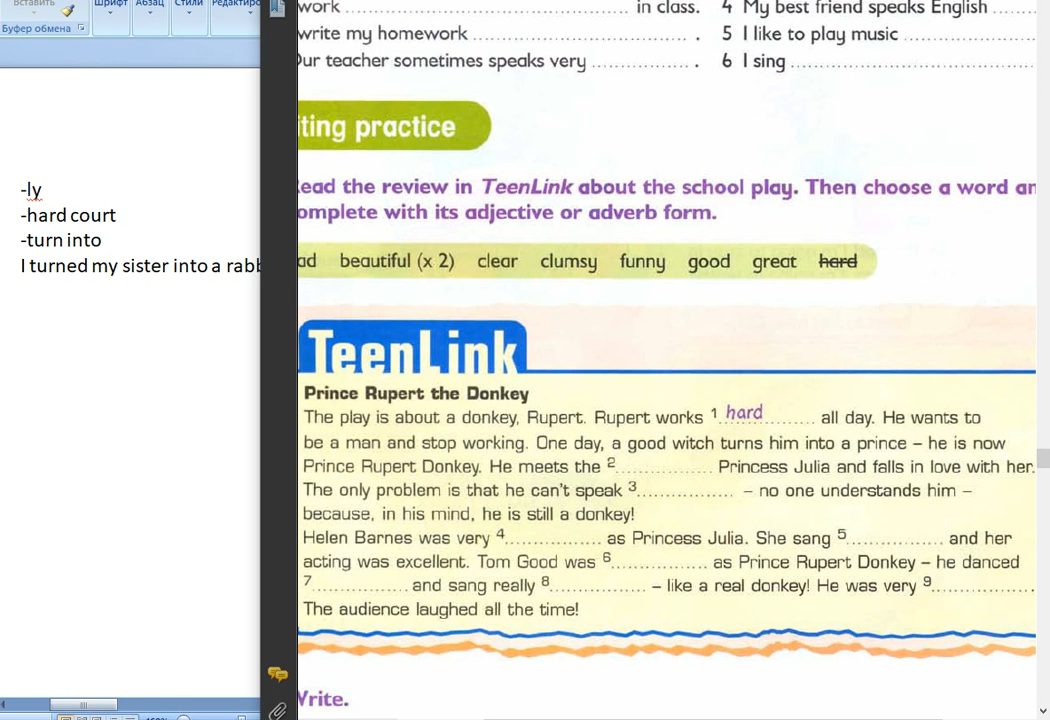 Вставить
Шрифт Абзац Стили
Буфер обмена
-ly
-hard court
-turn into
I turned my sister into a rabb
work ........ in class.
write my homework ........ .
Our teacher sometimes speaks very ........ .
4 My best friend speaks English ........
5 I like to play music ........
6 I sing ........
ting practice
ead the review in TeenLink about the school play. Then choose a word an
omplete with its adjective or adverb form.
ad beautiful (x 2) clear clumsy funny good great hard
TeenLink
Prince Rupert the Donkey
The play is about a donkey, Rupert. Rupert works 1 hard ........ all day. He wants to
be a man and stop working. One day, a good witch turns him into a prince – he is now
Prince Rupert Donkey. He meets the 2 ........ Princess Julia and falls in love with her.
The only problem is that he can't speak 3 ........ – no one understands him –
because, in his mind, he is still a donkey!
Helen Barnes was very 4 ........ as Princess Julia. She sang 5 ........ and her
acting was excellent. Tom Good was 6 ........ as Prince Rupert Donkey – he danced
7 ........ and sang really 8 ........ – like a real donkey! He was very 9 ........
The audience laughed all the time!
Write.